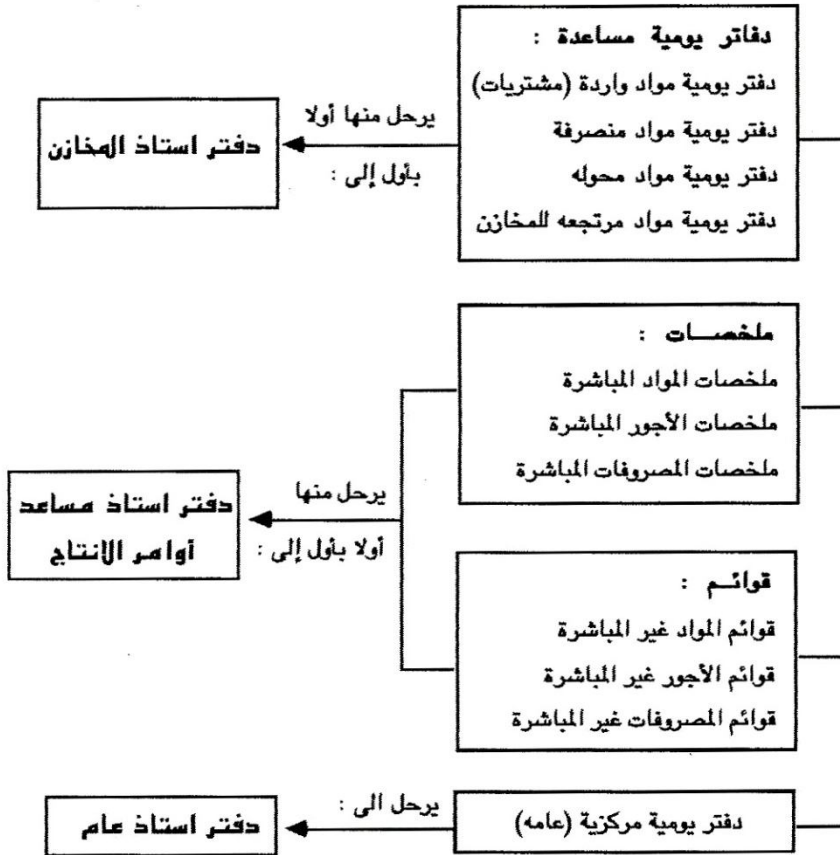 دفاتر يومية مساعدة :
دفتر يومية مواد واردة (مشتريات)
دفتر يومية مواد منصرفة
دفتر يومية مواد محوله
دفتر يومية مواد مرتجعه للمخازن
يرحل منها أولا
بأول إلى :
دفتر استاذ المخازن
ملخصــات :
ملخصات المواد المباشرة
ملخصات الأجور المباشرة
ملخصات المصروفات المباشرة
قوائــم :
قوائم المواد غير المباشرة
قوائم الأجور غير المباشرة
قوائم المصروفات غير المباشرة
يرحل منها
أولا بأول إلى :
دفتر استاذ مساعد
أوامر الانتاج
دفتر يومية مركزية (عامه)
يرحل الى :
دفتر استاذ عام